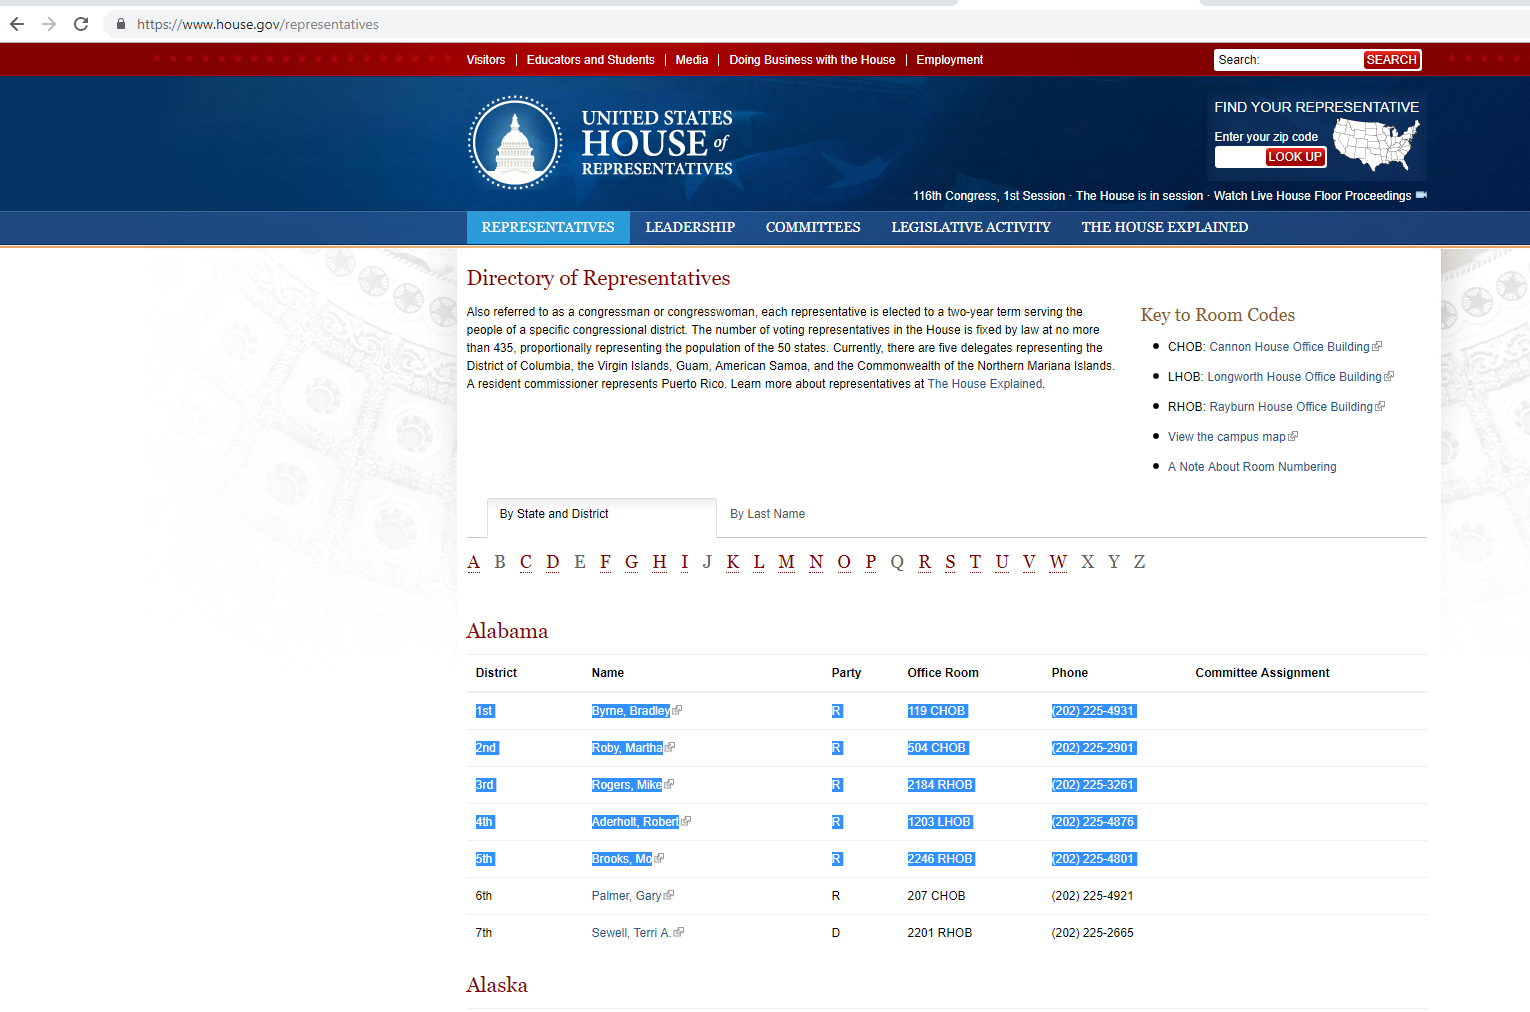 https://www.house.gov/representatives
Visitors | Educators and Students | Media | Doing Business with the House | Employment
Search: SEARCH
UNITED STATES
HOUSE of
REPRESENTATIVES
FIND YOUR REPRESENTATIVE
Enter your zip code
LOOK UP
116th Congress, 1st Session · The House is in session · Watch Live House Floor Proceedings
REPRESENTATIVES LEADERSHIP COMMITTEES LEGISLATIVE ACTIVITY THE HOUSE EXPLAINED
Directory of Representatives
Also referred to as a congressman or congresswoman, each representative is elected to a two-year term serving the
people of a specific congressional district. The number of voting representatives in the House is fixed by law at no more
than 435, proportionally representing the population of the 50 states. Currently, there are five delegates representing the
District of Columbia, the Virgin Islands, Guam, American Samoa, and the Commonwealth of the Northern Mariana Islands.
A resident commissioner represents Puerto Rico. Learn more about representatives at The House Explained.
Key to Room Codes
• CHOB: Cannon House Office Building
• LHOB: Longworth House Office Building
• RHOB: Rayburn House Office Building
• View the campus map
• A Note About Room Numbering
By State and District By Last Name
A B C D E F G H I J K L M N O P Q R S T U V W X Y Z
Alabama
District Name Party Office Room Phone Committee Assignment
1st Byrne, Bradley R 119 CHOB (202) 225-4931
2nd Roby, Martha R 504 CHOB (202) 225-2901
3rd Rogers, Mike R 2184 RHOB (202) 225-3261
4th Aderholt, Robert R 1203 LHOB (202) 225-4876
5th Brooks, Mo R 2246 RHOB (202) 225-4801
6th Palmer, Gary R 207 CHOB (202) 225-4921
7th Sewell, Terri A. D 2201 RHOB (202) 225-2665
Alaska